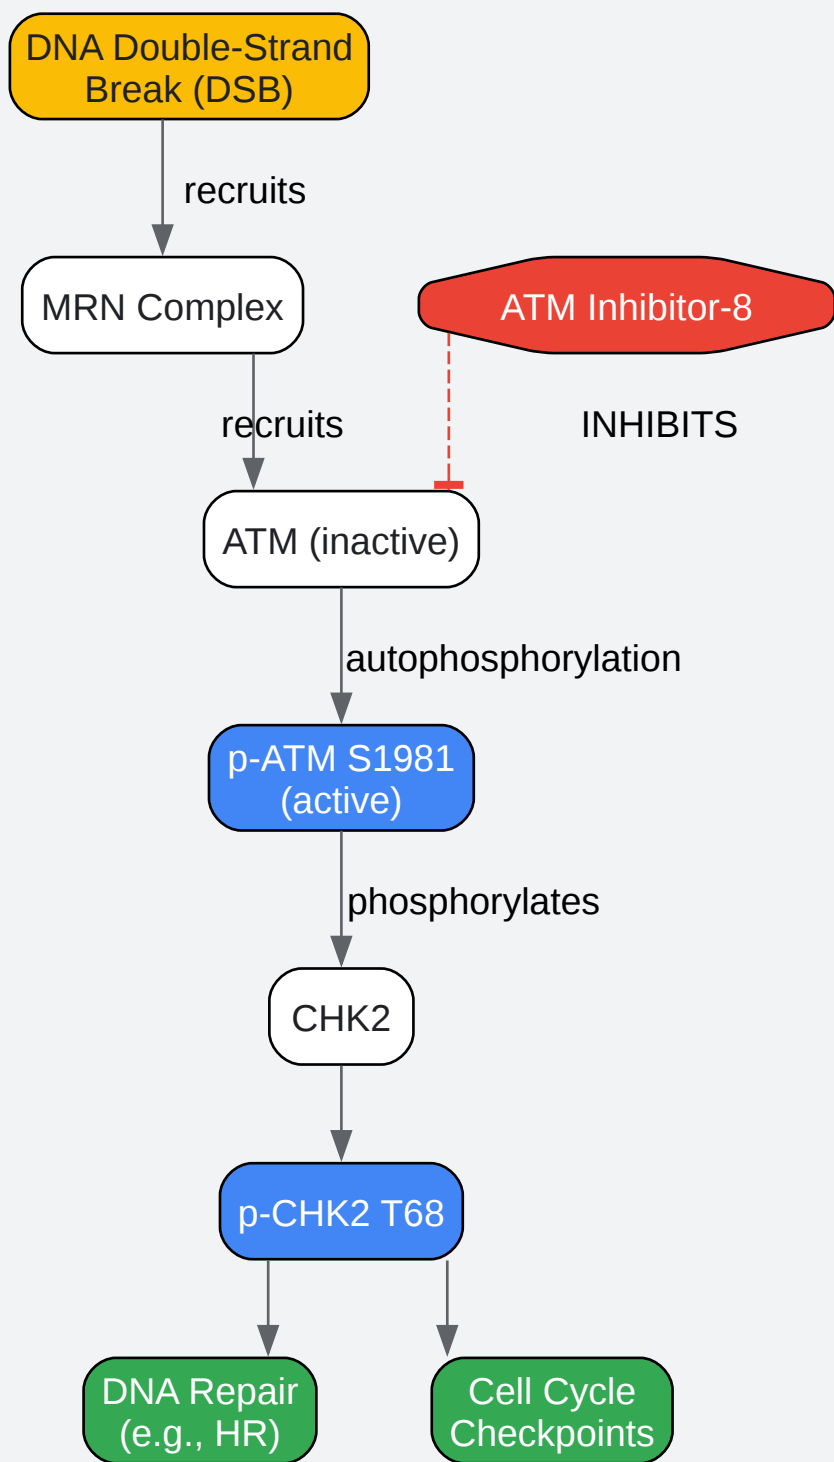 DNA Double-Strand
Break (DSB)
recruits
MRN Complex
ATM Inhibitor-8
recruits
INHIBITS
ATM (inactive)
autophosphorylation
p-ATM S1981
(active)
phosphorylates
CHK2
p-CHK2 T68
DNA Repair
(e.g., HR)
Cell Cycle
Checkpoints